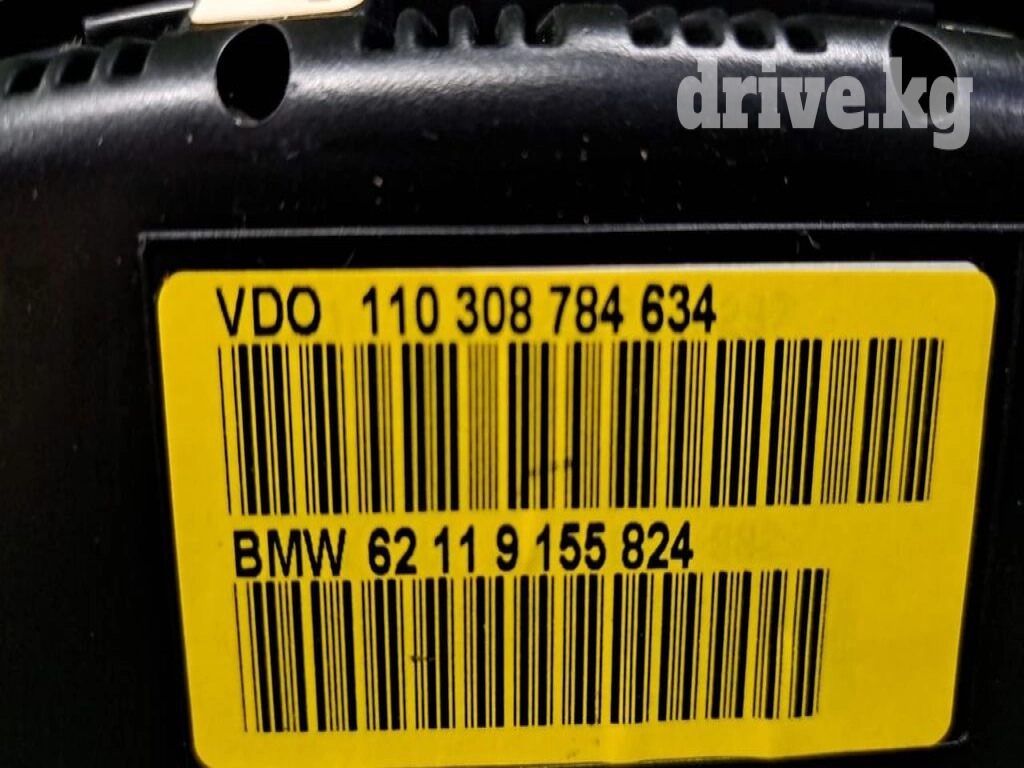 drive.kg
VDO 110 308 784 634
BMW 62 11 9 155 824